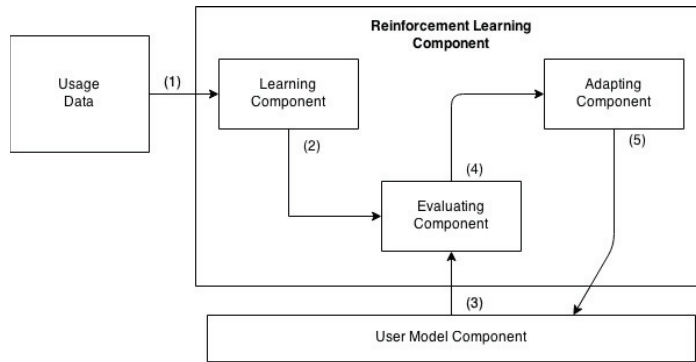 Reinforcement Learning
Component
Usage
Data
(1)
Learning
Component
Adapting
Component
(2)
(5)
(4)
Evaluating
Component
(3)
User Model Component